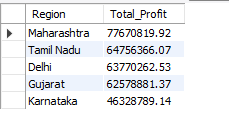 Region Total_Profit
Maharashtra 77670819.92
Tamil Nadu 64756366.07
Delhi 63770262.53
Gujarat 62578881.37
Karnataka 46328789.14